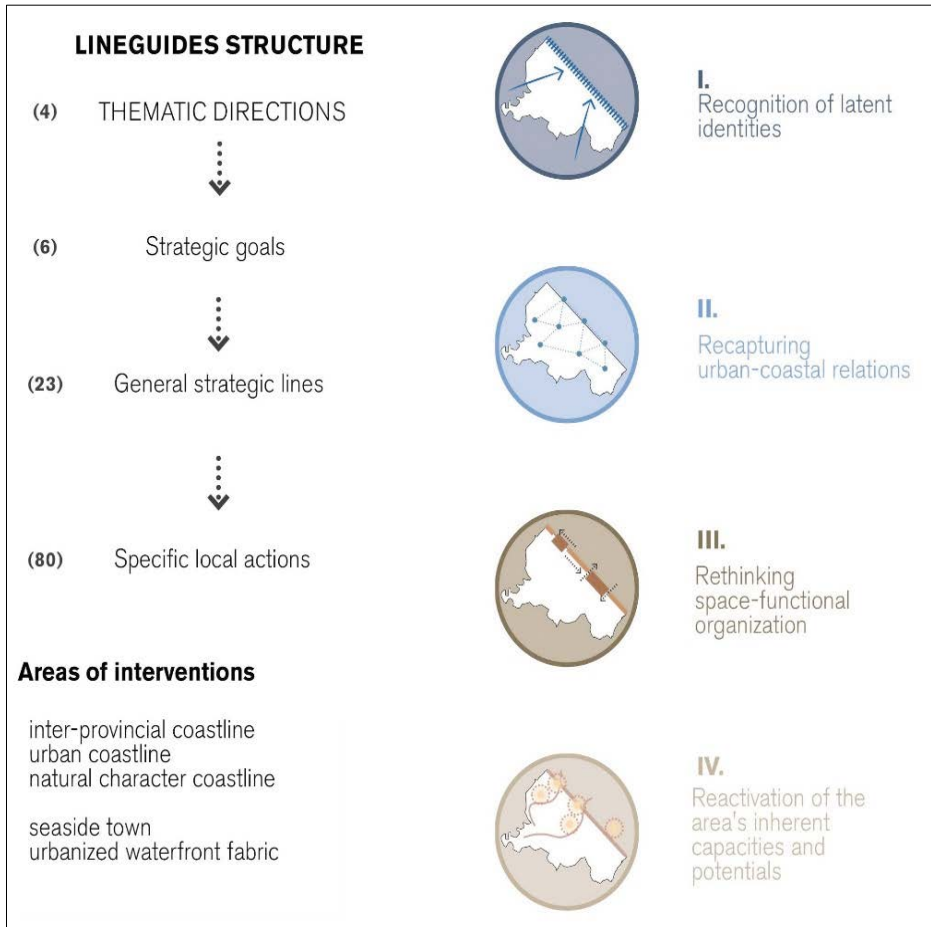 LINEGUIDES STRUCTURE
(4) THEMATIC DIRECTIONS
(6) Strategic goals
(23) General strategic lines
(80) Specific local actions
Areas of interventions
inter-provincial coastline
urban coastline
natural character coastline
seaside town
urbanized waterfront fabric
I.
Recognition of latent
identities
II.
Recapturing
urban-coastal relations
III.
Rethinking
space-functional
organization
IV.
Reactivation of the
area's inherent
capacities and
potentials